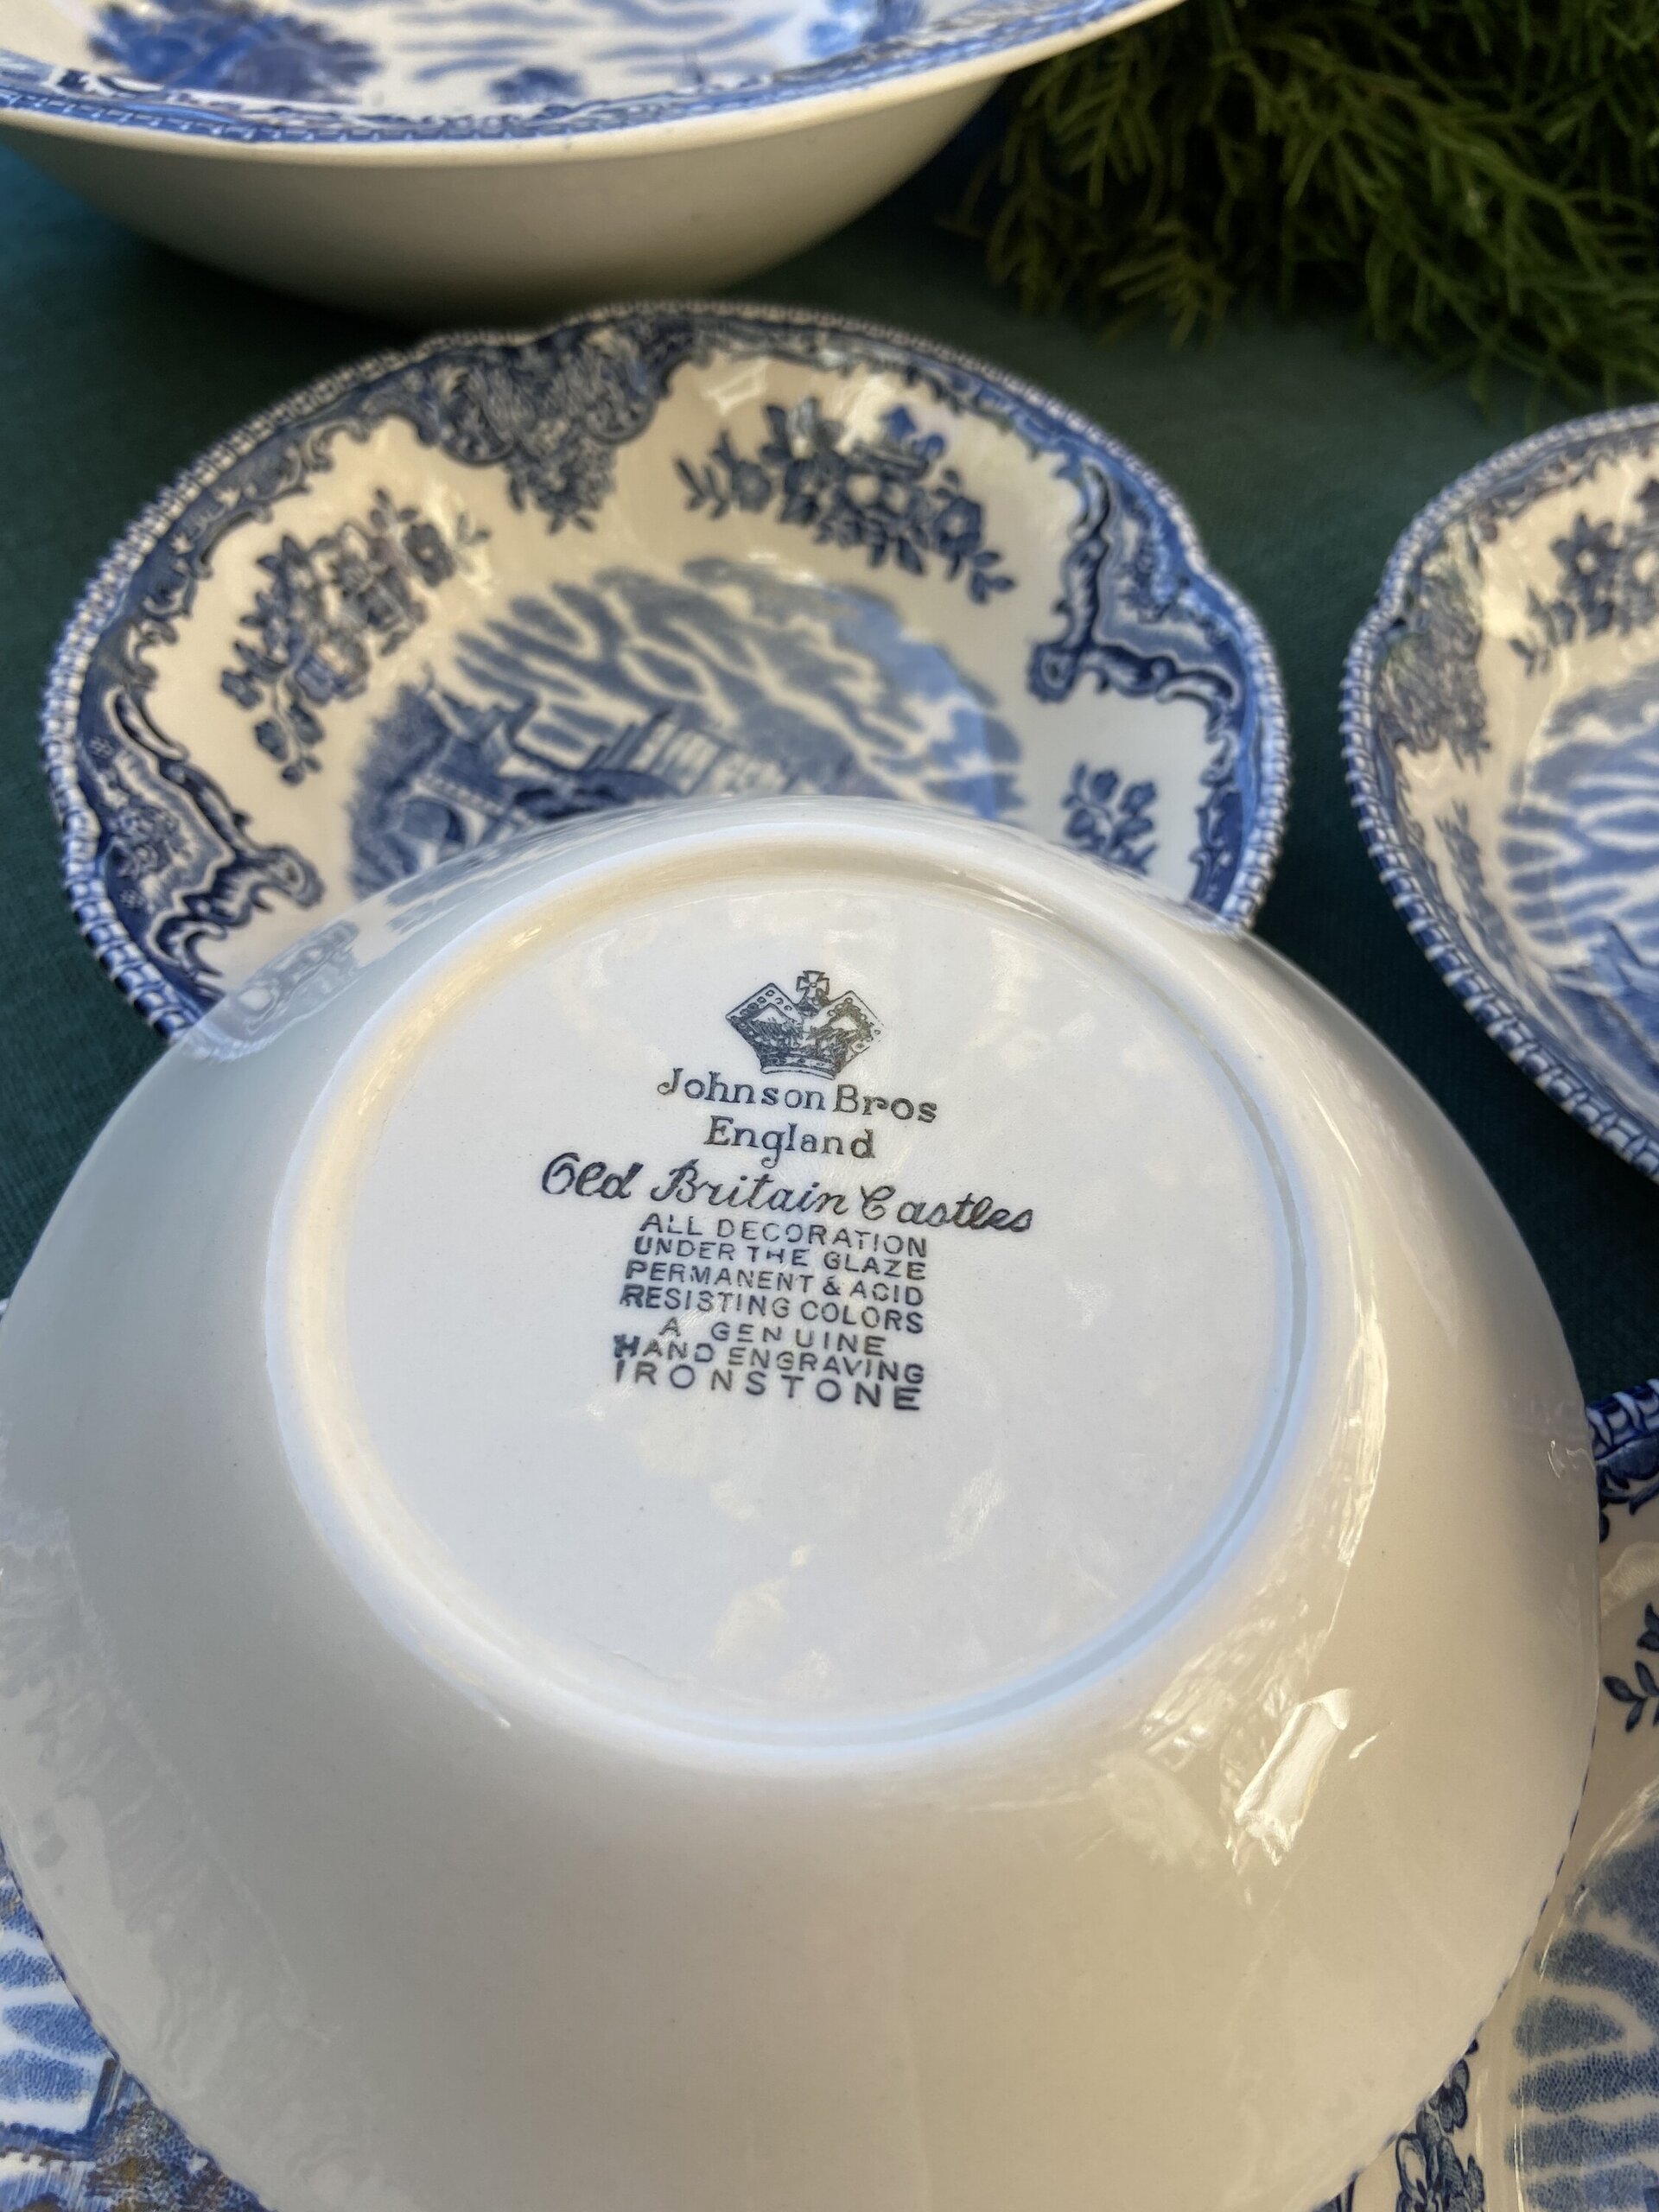 Johnson Bros
England
Old Britain Castles
ALL DECORATION
UNDER THE GLAZE
PERMANENT & ACID
RESISTING COLORS
A GENUINE
HAND ENGRAVING
IRONSTONE